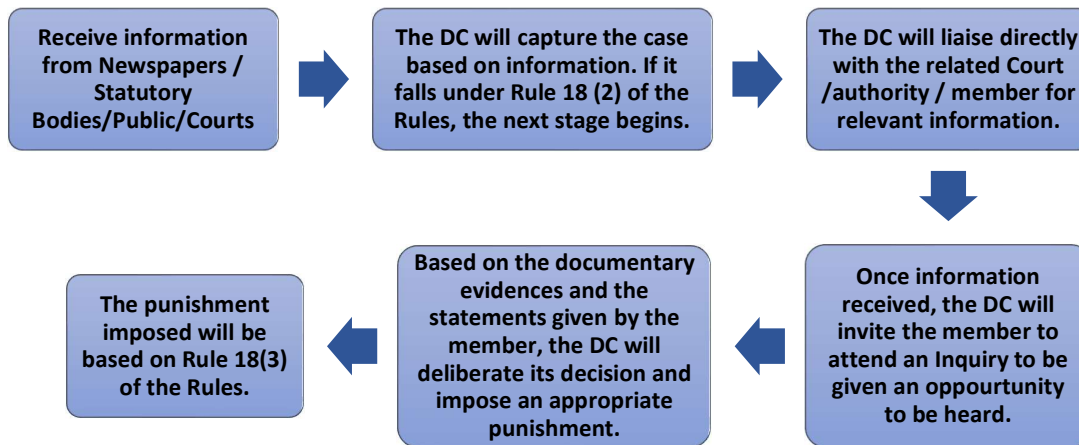 Receive information
from Newspapers /
Statutory
Bodies/Public/Courts
The DC will capture the case
based on information. If it
falls under Rule 18 (2) of the
Rules, the next stage begins.
The DC will liaise directly
with the related Court
/authority / member for
relevant information.
Once information
received, the DC will
invite the member to
attend an Inquiry to be
given an oppourtunity
to be heard.
Based on the documentary
evidences and the
statements given by the
member, the DC will
deliberate its decision and
impose an appropriate
punishment.
The punishment
imposed will be
based on Rule 18(3)
of the Rules.